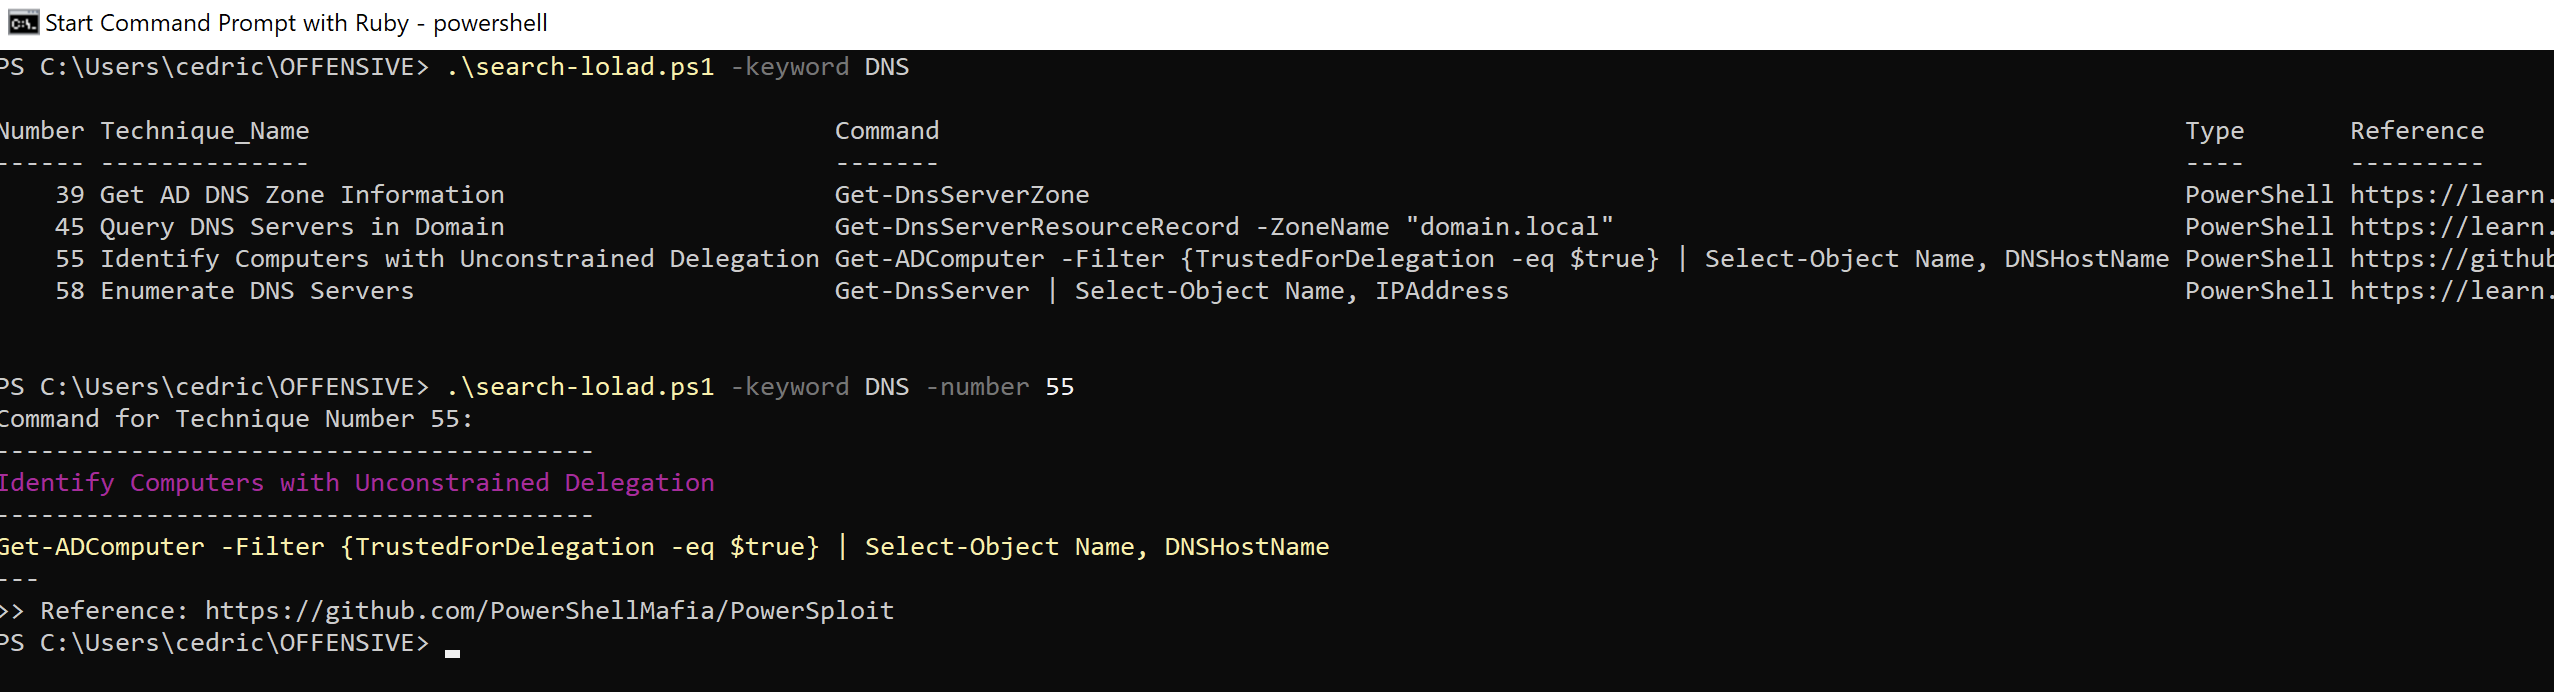 Start Command Prompt with Ruby - powershell
PS C:\Users\cedric\OFFENSIVE> .\search-lolad.ps1 -keyword DNS
Number Technique_Name Command Type Reference
------ -------------- ------- ---- ---------
39 Get AD DNS Zone Information Get-DnsServerZone PowerShell https://learn.
45 Query DNS Servers in Domain Get-DnsServerResourceRecord -ZoneName "domain.local" PowerShell https://learn.
55 Identify Computers with Unconstrained Delegation Get-ADComputer -Filter {TrustedForDelegation -eq $true} | Select-Object Name, DNSHostName PowerShell https://github
58 Enumerate DNS Servers Get-DnsServer | Select-Object Name, IPAddress PowerShell https://learn.
PS C:\Users\cedric\OFFENSIVE> .\search-lolad.ps1 -keyword DNS -number 55
Command for Technique Number 55:
----------------------------------------
Identify Computers with Unconstrained Delegation
----------------------------------------
Get-ADComputer -Filter {TrustedForDelegation -eq $true} | Select-Object Name, DNSHostName
---
>> Reference: https://github.com/PowerShellMafia/PowerSploit
PS C:\Users\cedric\OFFENSIVE>